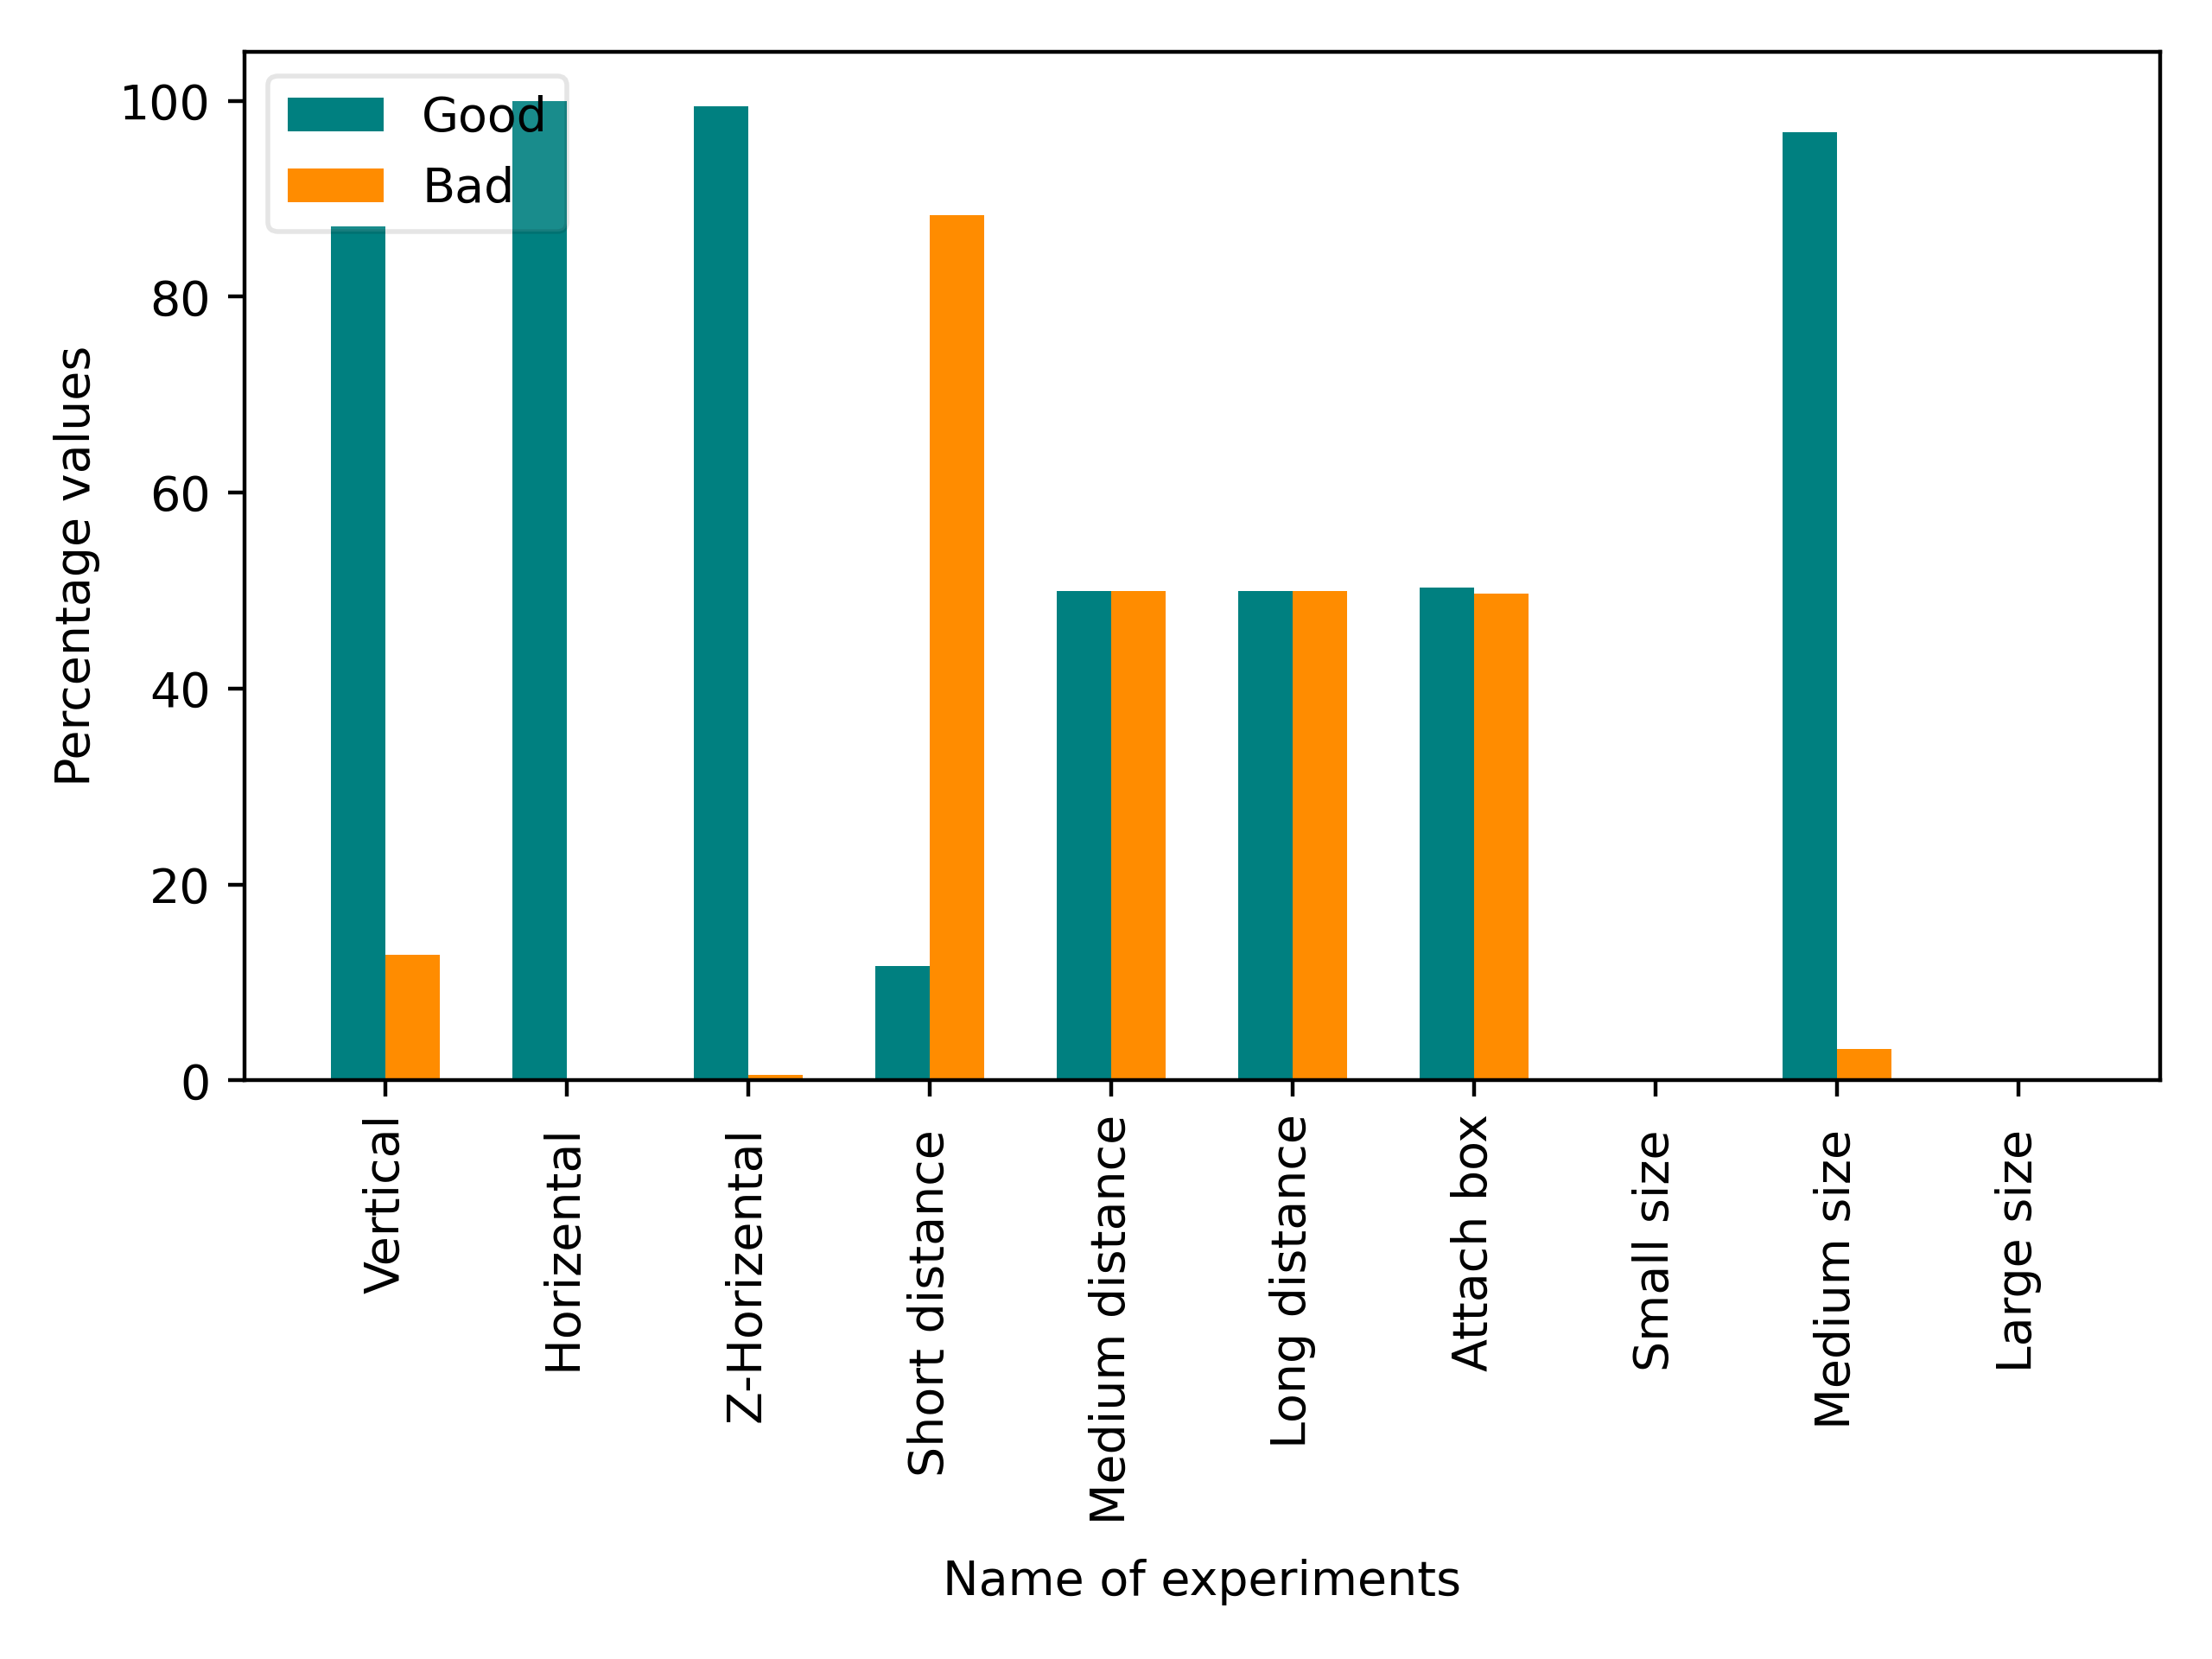 Good
Bad
Percentage values
100
80
60
40
20
0
Vertical
Horizental
Z-Horizental
Short distance
Medium distance
Long distance
Attach box
Small size
Medium size
Large size
Name of experiments